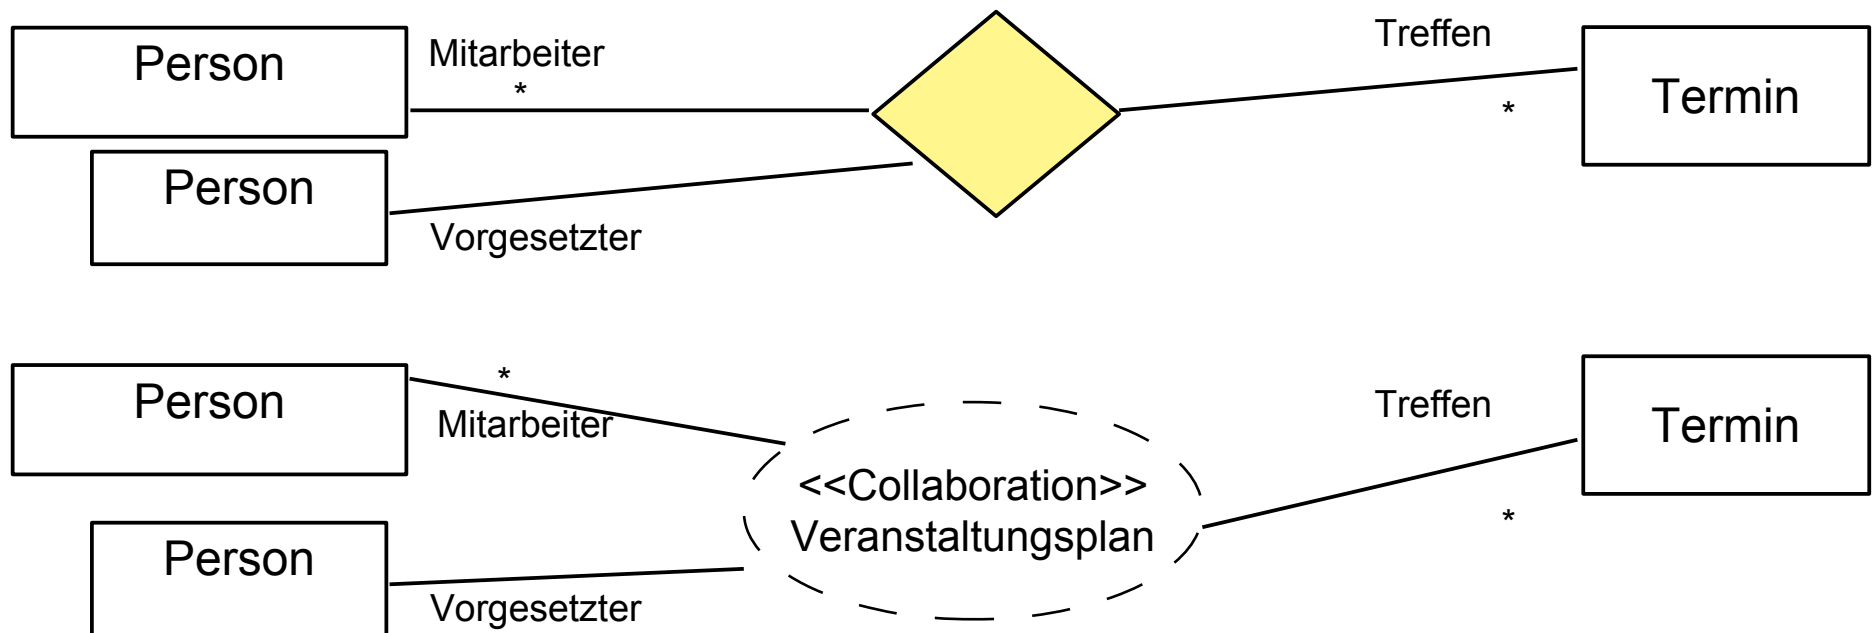 Person
Mitarbeiter
*
Treffen
*
Termin
Person
Vorgesetzter
Person
*
Mitarbeiter
Treffen
*
Termin
<<Collaboration>>
Veranstaltungsplan
Person
Vorgesetzter